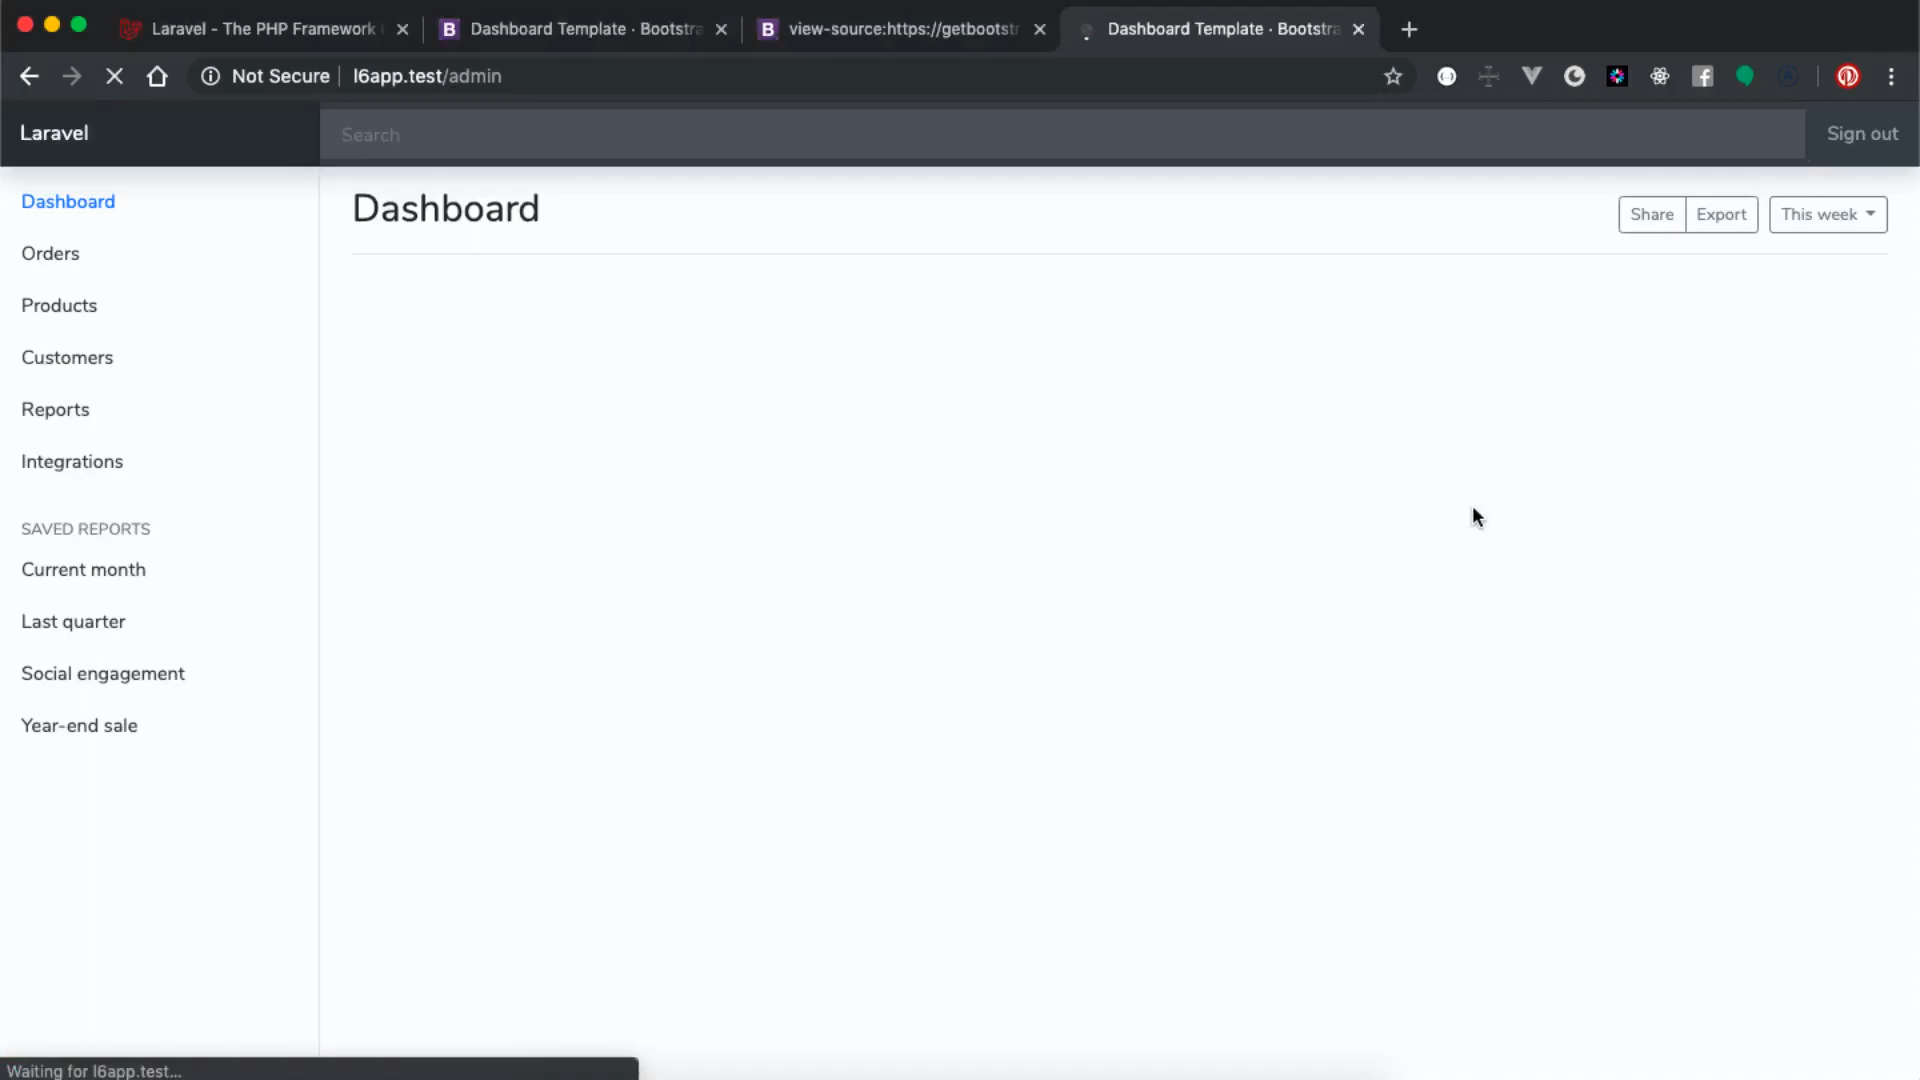 Laravel - The PHP Framework
Dashboard Template · Bootstra
view-source:https://getbootstr
Dashboard Template · Bootstra
Not Secure
l6app.test/admin
Laravel
Search
Sign out
Dashboard
Orders
Products
Customers
Reports
Integrations
SAVED REPORTS
Current month
Last quarter
Social engagement
Year-end sale
Dashboard
Share
Export
This week
Waiting for l6app.test...